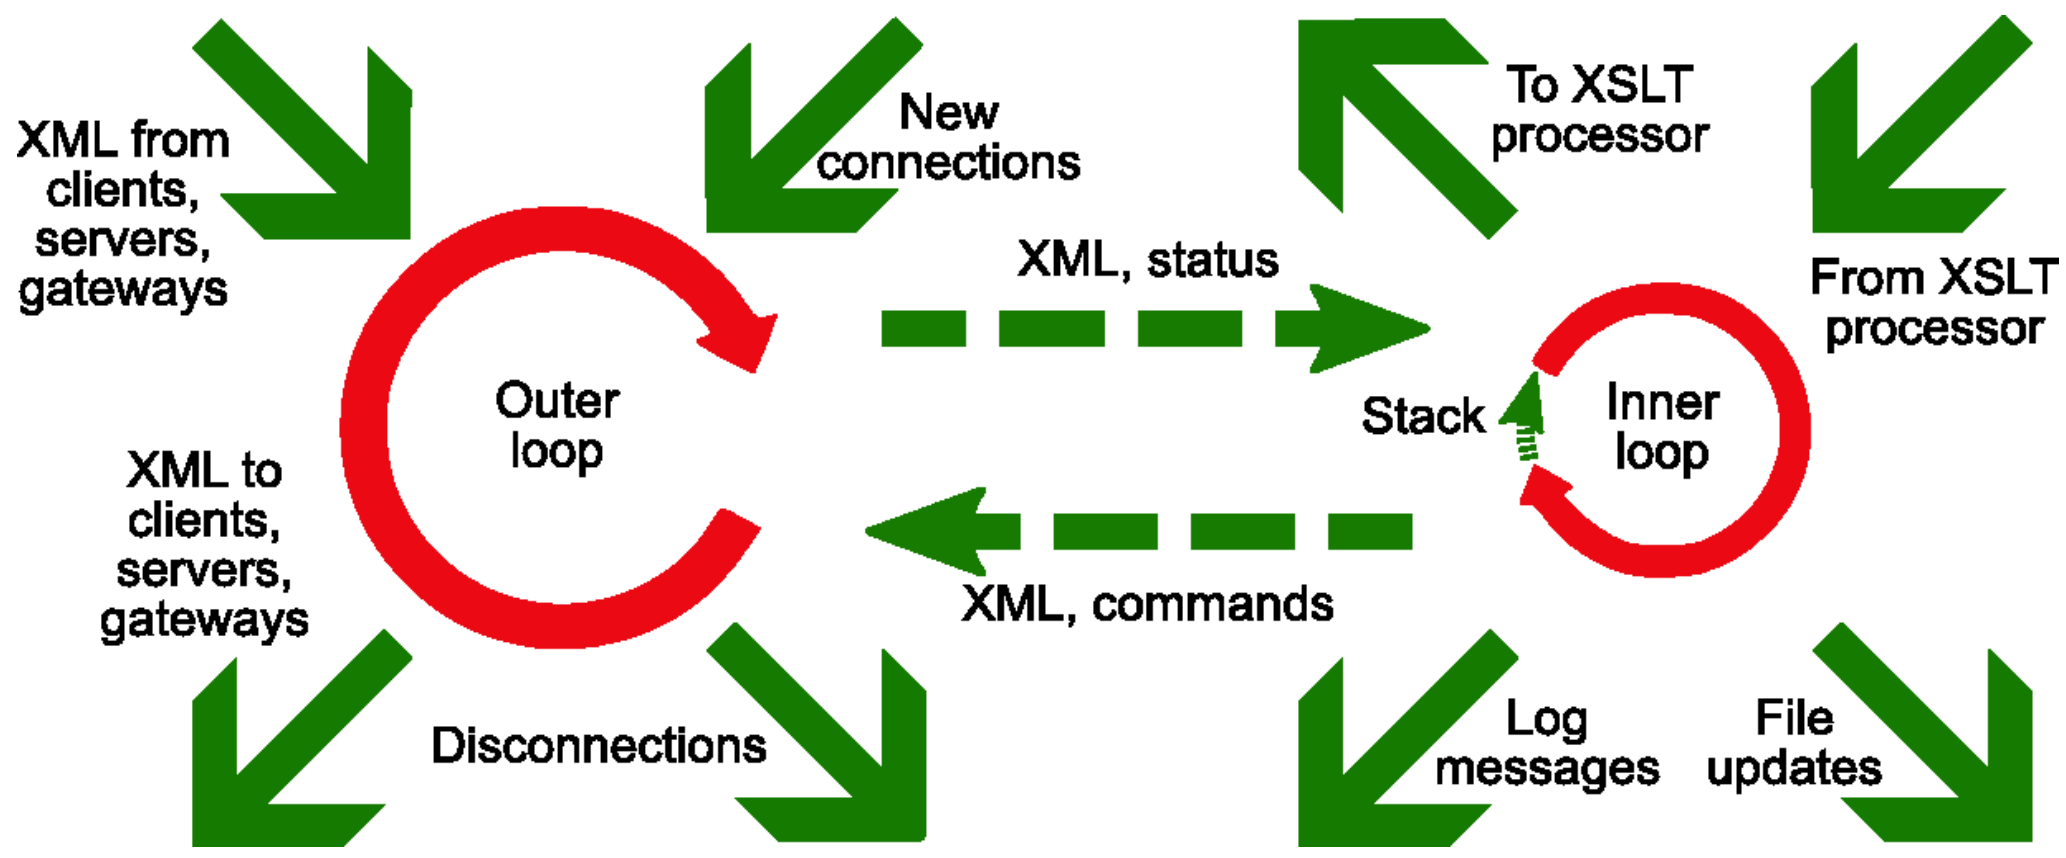 XML from
clients,
servers,
gateways
New
connections
To XSLT
processor
From XSLT
processor
XML, status
Outer
loop
Stack
Inner
loop
XML to
clients,
servers,
gateways
XML, commands
Disconnections
Log
messages
File
updates